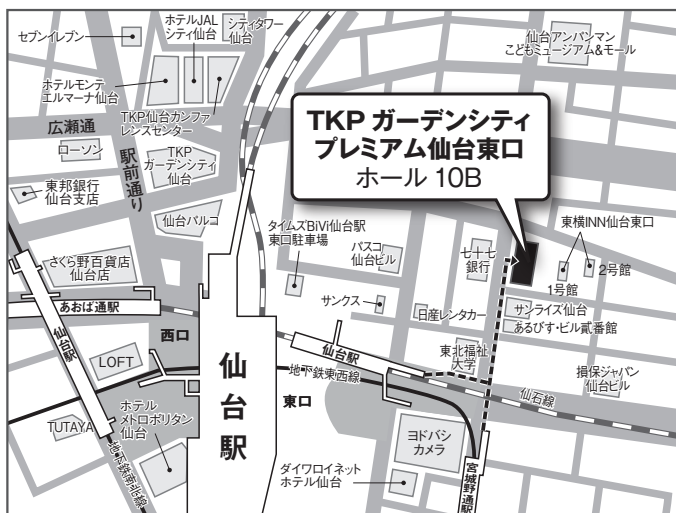 セブンイレブン
ホテルJAL
シティ仙台
シティタワー
仙台
仙台アンパンマン
こどもミュージアム&モール
ホテルモンテ
エルマーナ仙台
TKP仙台カンファ
レンスセンター
広瀬通
ローソン
駅前通り
TKP
ガーデンシティ
仙台
TKP ガーデンシティ
プレミアム仙台東口
ホール 10B
東邦銀行
仙台支店
仙台パルコ
タイムズBiVi仙台駅
東口駐車場
パスコ
仙台ビル
七十七
銀行
東横INN仙台東口
1号館
2号館
さくら野百貨店
仙台店
サンクス
日産レンタカー
サンライズ仙台
あるびす・ビル貳番館
あおば通駅
仙台駅
西口
LOFT
仙台駅
仙台駅
地下鉄東西線
東北福祉
大学
仙石線
損保ジャパン
仙台ビル
東口
TUTAYA
ホテル
メトロポリタン
仙台
地下鉄南北線
ヨドバシ
カメラ
ダイワロイネット
ホテル仙台
宮城野通駅